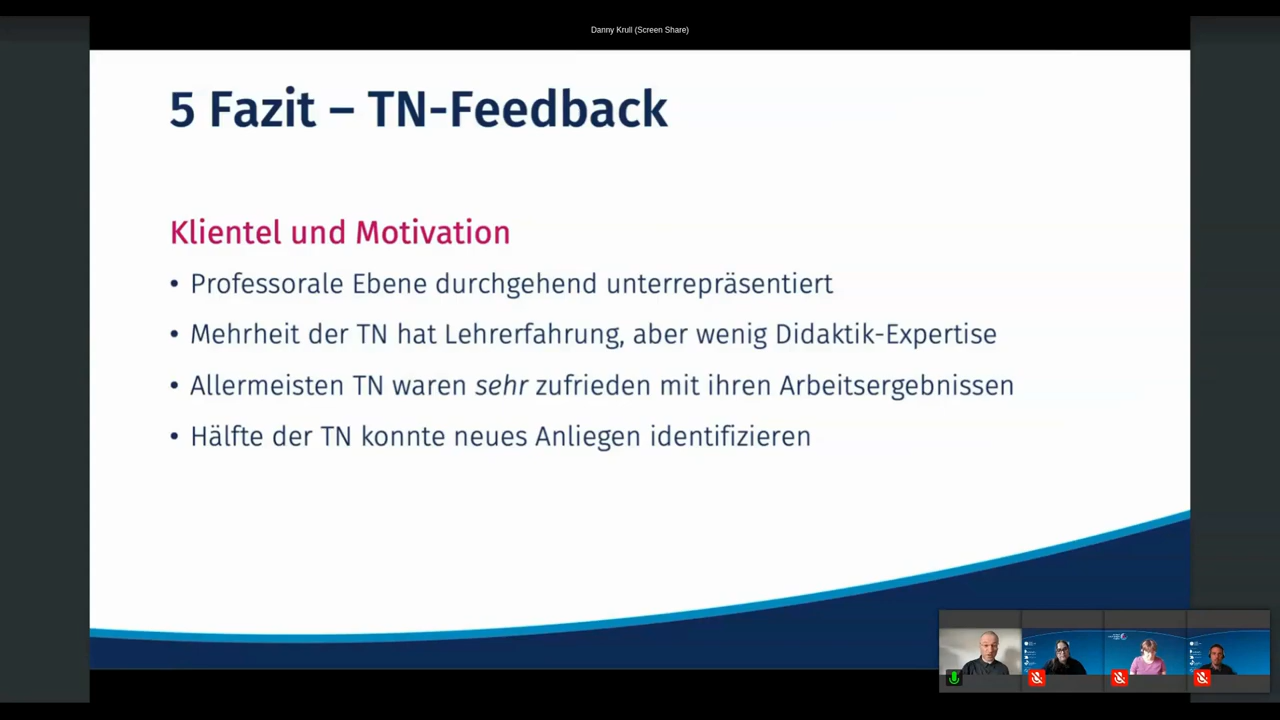 Danny Krull (Screen Share)
5 Fazit – TN-Feedback
Klientel und Motivation
• Professorale Ebene durchgehend unterrepräsentiert
• Mehrheit der TN hat Lehrerfahrung, aber wenig Didaktik-Expertise
• Allermeisten TN waren sehr zufrieden mit ihren Arbeitsergebnissen
• Hälfte der TN konnte neues Anliegen identifizieren